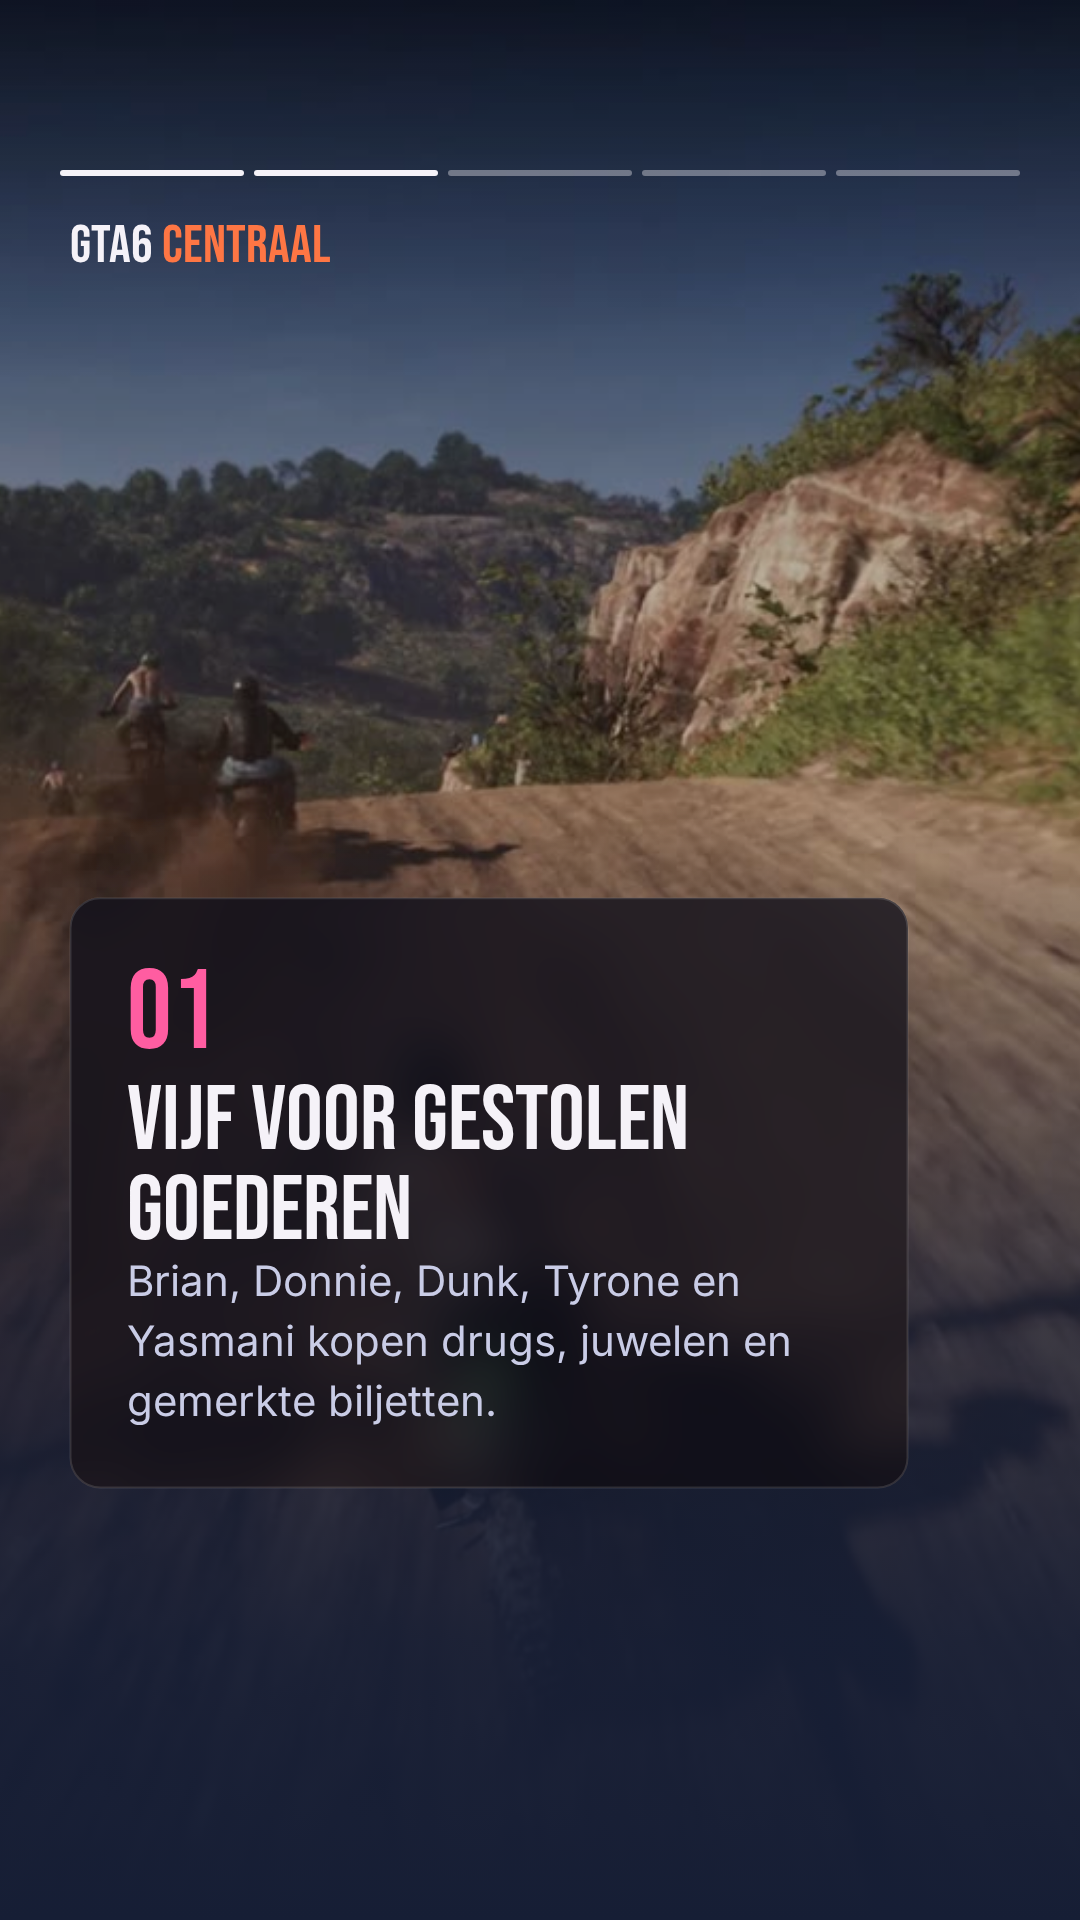 GTA6 CENTRAAL
01
VIJF VOOR GESTOLEN
GOEDEREN
Brian, Donnie, Dunk, Tyrone en
Yasmani kopen drugs, juwelen en
gemerkte biljetten.